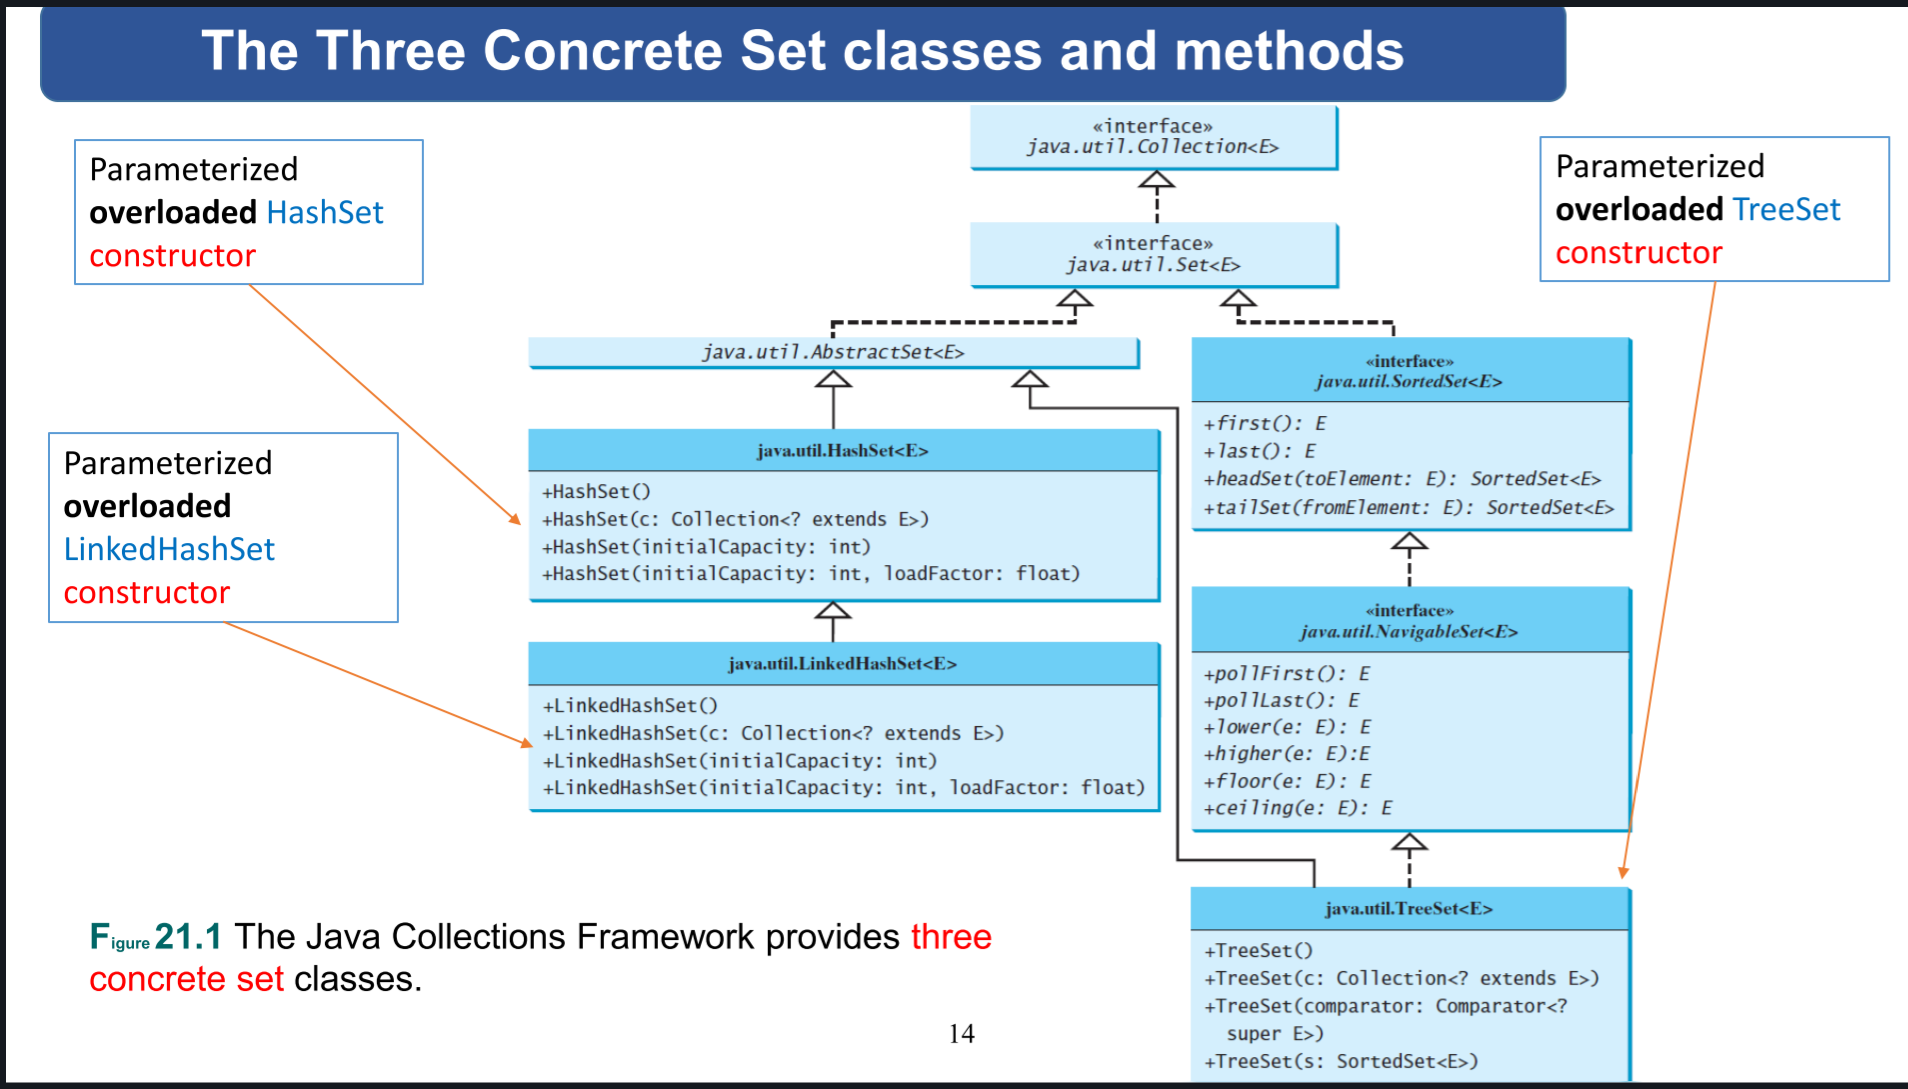 The Three Concrete Set classes and methods
Parameterized
overloaded HashSet
constructor
Parameterized
overloaded
LinkedHashSet
constructor
«interface»
java.util.Collection<E>
«interface»
java.util.Set<E>
java.util.AbstractSet<E>
java.util.HashSet<E>
+HashSet()
+HashSet(c: Collection<? extends E>)
+HashSet(initialCapacity: int)
+HashSet(initialCapacity: int, loadFactor: float)
java.util.LinkedHashSet<E>
+LinkedHashSet()
+LinkedHashSet(c: Collection<? extends E>)
+LinkedHashSet(initialCapacity: int)
+LinkedHashSet(initialCapacity: int, loadFactor: float)
Parameterized
overloaded TreeSet
constructor
«interface»
java.util.SortedSet<E>
+first(): E
+last(): E
+headSet(toElement: E): SortedSet<E>
+tailSet(fromElement: E): SortedSet<E>
«interface»
java.util.NavigableSet<E>
+pollFirst(): E
+pollLast(): E
+lower(e: E): E
+higher(e: E):E
+floor(e: E): E
+ceiling(e: E): E
java.util.TreeSet<E>
+TreeSet()
+TreeSet(c: Collection<? extends E>)
+TreeSet(comparator: Comparator<?
super E>)
+TreeSet(s: SortedSet<E>)
Figure 21.1 The Java Collections Framework provides three
concrete set classes.
14